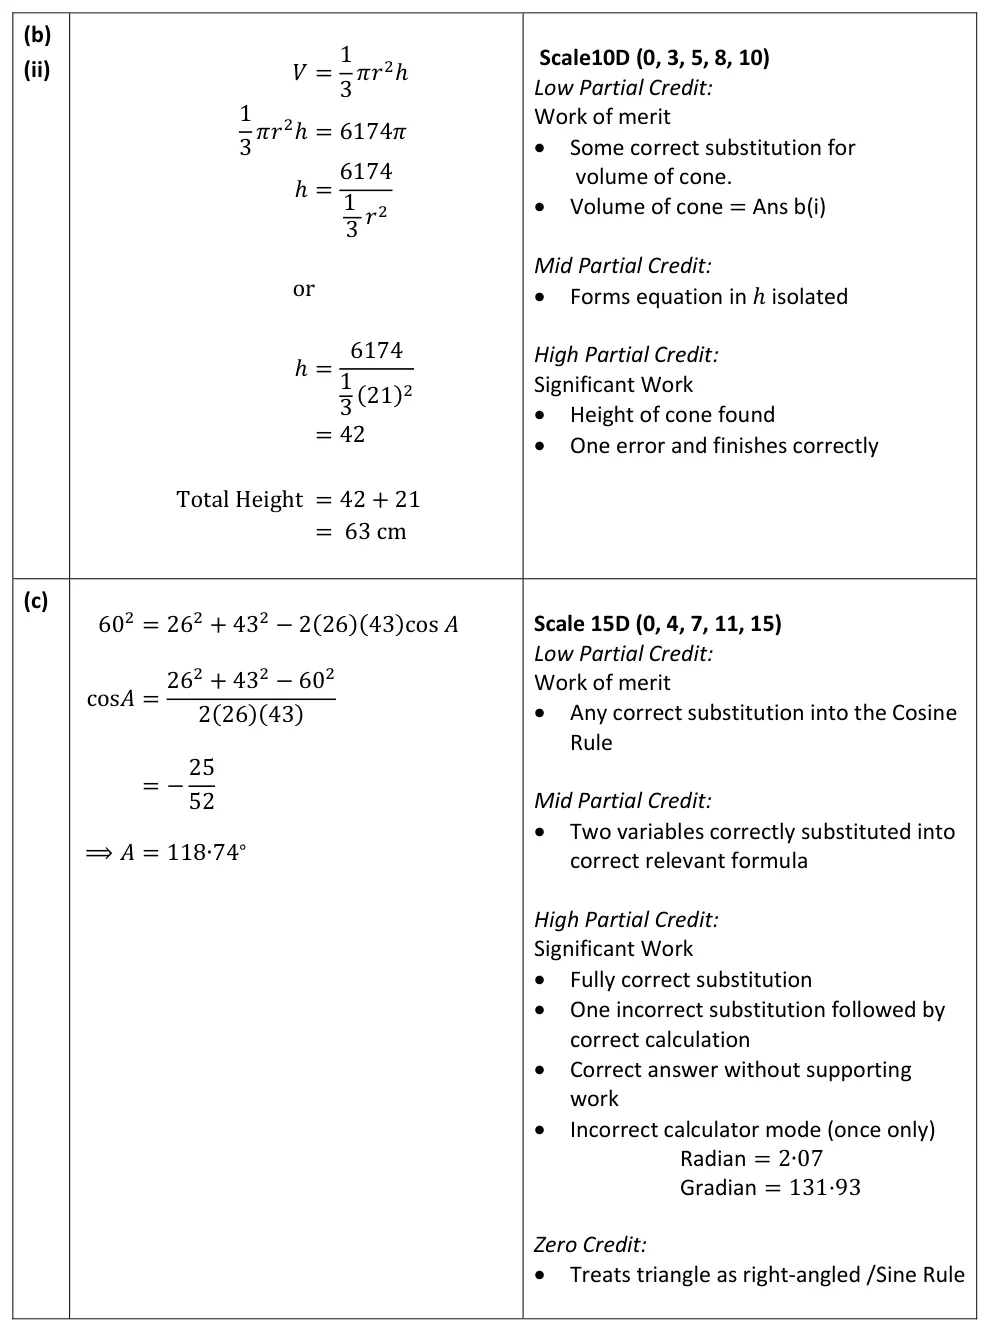 (b)
(ii)
V = 1/3 πr²h
1/3 πr²h = 6174π
h = 6174 / (1/3 r²)
or
h = 6174 / (1/3 (21)²)
= 42
Total Height = 42 + 21
= 63 cm
Scale10D (0, 3, 5, 8, 10)
Low Partial Credit:
Work of merit
• Some correct substitution for
volume of cone.
• Volume of cone = Ans b(i)
Mid Partial Credit:
• Forms equation in h isolated
High Partial Credit:
Significant Work
• Height of cone found
• One error and finishes correctly
(c)
60² = 26² + 43² − 2(26)(43)cos A
cosA = (26² + 43² − 60²) / (2(26)(43))
= − 25/52
⟹ A = 118·74°
Scale 15D (0, 4, 7, 11, 15)
Low Partial Credit:
Work of merit
• Any correct substitution into the Cosine
Rule
Mid Partial Credit:
• Two variables correctly substituted into
correct relevant formula
High Partial Credit:
Significant Work
• Fully correct substitution
• One incorrect substitution followed by
correct calculation
• Correct answer without supporting
work
• Incorrect calculator mode (once only)
Radian = 2·07
Gradian = 131·93
Zero Credit:
• Treats triangle as right-angled /Sine Rule